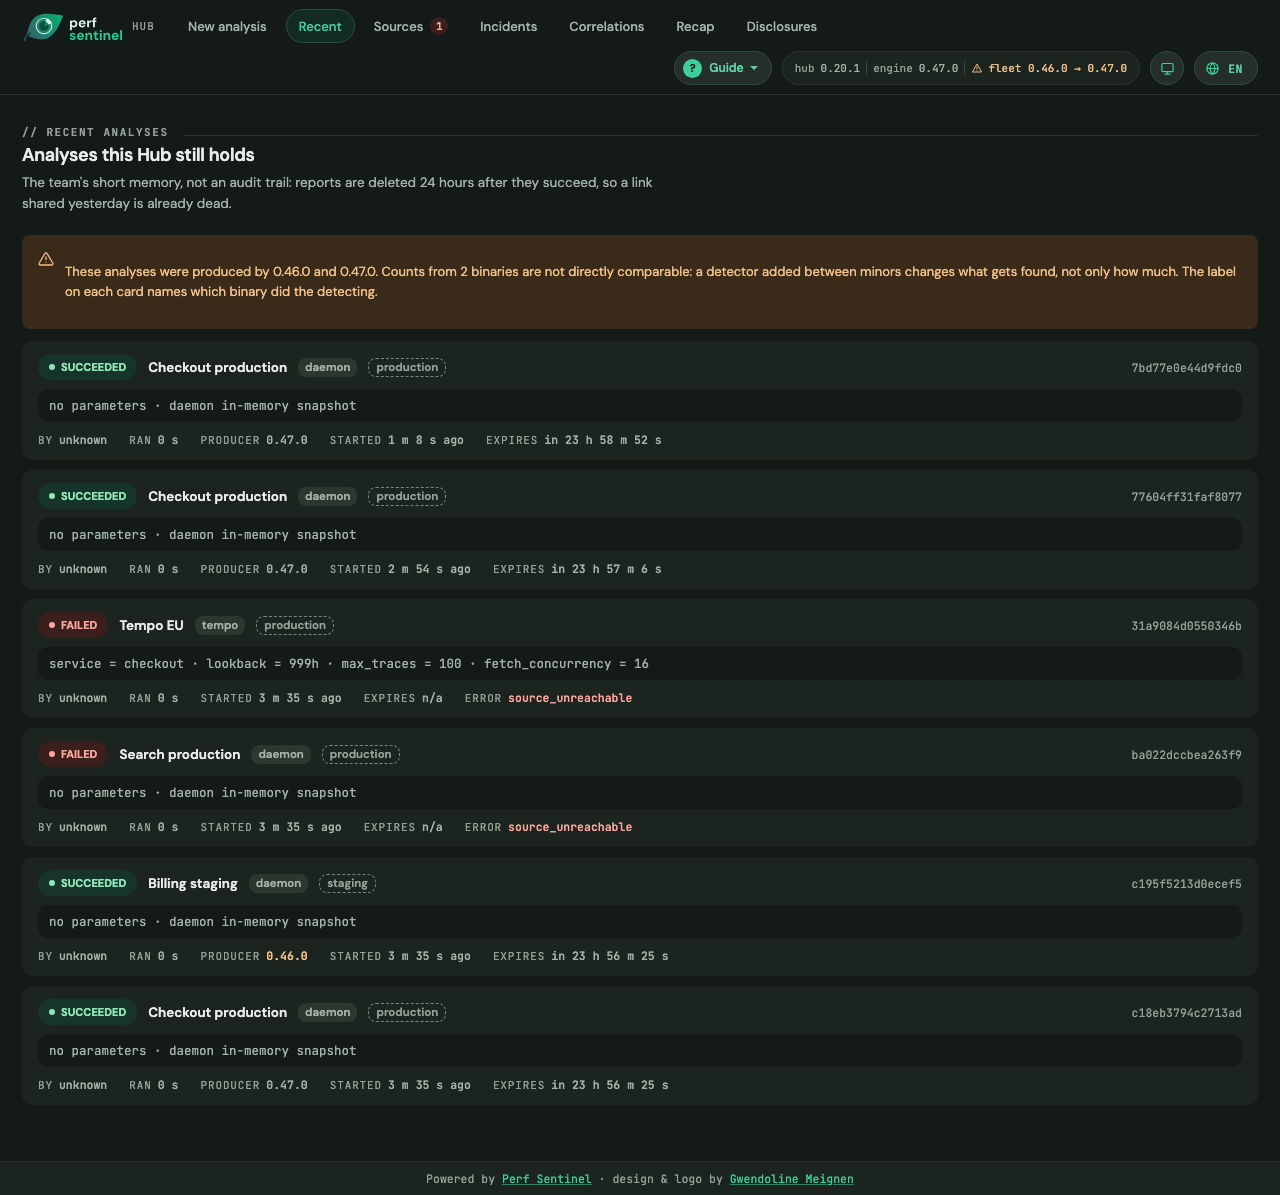 perf
sentinel
HUB
New analysis
Recent
Sources 1
Incidents
Correlations
Recap
Disclosures
? Guide
hub 0.20.1
engine 0.47.0
fleet 0.46.0 → 0.47.0
EN
// RECENT ANALYSES
Analyses this Hub still holds
The team's short memory, not an audit trail: reports are deleted 24 hours after they succeed, so a link
shared yesterday is already dead.
These analyses were produced by 0.46.0 and 0.47.0. Counts from 2 binaries are not directly comparable: a detector added between minors changes what gets found, not only how much. The label
on each card names which binary did the detecting.
SUCCEEDED Checkout production daemon production 7bd77e0e44d9fdc0
no parameters · daemon in-memory snapshot
BY unknown RAN 0 s PRODUCER 0.47.0 STARTED 1 m 8 s ago EXPIRES in 23 h 58 m 52 s
SUCCEEDED Checkout production daemon production 77604ff31faf8077
no parameters · daemon in-memory snapshot
BY unknown RAN 0 s PRODUCER 0.47.0 STARTED 2 m 54 s ago EXPIRES in 23 h 57 m 6 s
FAILED Tempo EU tempo production 31a9084d0550346b
service = checkout · lookback = 999h · max_traces = 100 · fetch_concurrency = 16
BY unknown RAN 0 s STARTED 3 m 35 s ago EXPIRES n/a ERROR source_unreachable
FAILED Search production daemon production ba022dccbea263f9
no parameters · daemon in-memory snapshot
BY unknown RAN 0 s STARTED 3 m 35 s ago EXPIRES n/a ERROR source_unreachable
SUCCEEDED Billing staging daemon staging c195f5213d0ecef5
no parameters · daemon in-memory snapshot
BY unknown RAN 0 s PRODUCER 0.46.0 STARTED 3 m 35 s ago EXPIRES in 23 h 56 m 25 s
SUCCEEDED Checkout production daemon production c18eb3794c2713ad
no parameters · daemon in-memory snapshot
BY unknown RAN 0 s PRODUCER 0.47.0 STARTED 3 m 35 s ago EXPIRES in 23 h 56 m 25 s
Powered by Perf Sentinel · design & logo by Gwendoline Meignen